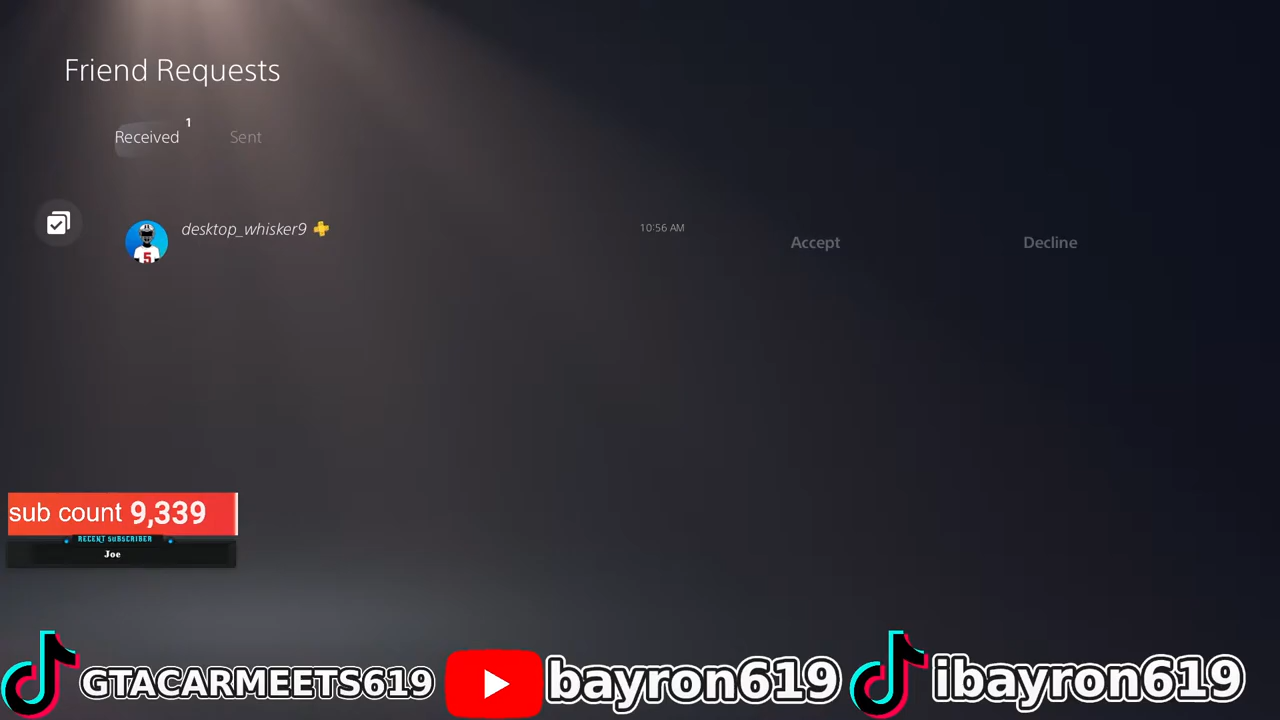 Friend Requests
Received 1
Sent
desktop_whisker9
10:56 AM
Accept
Decline
5
sub count 9,339
RECENT SUBSCRIBER
Joe
GTACARMEETS619
bayron619
ibayron619